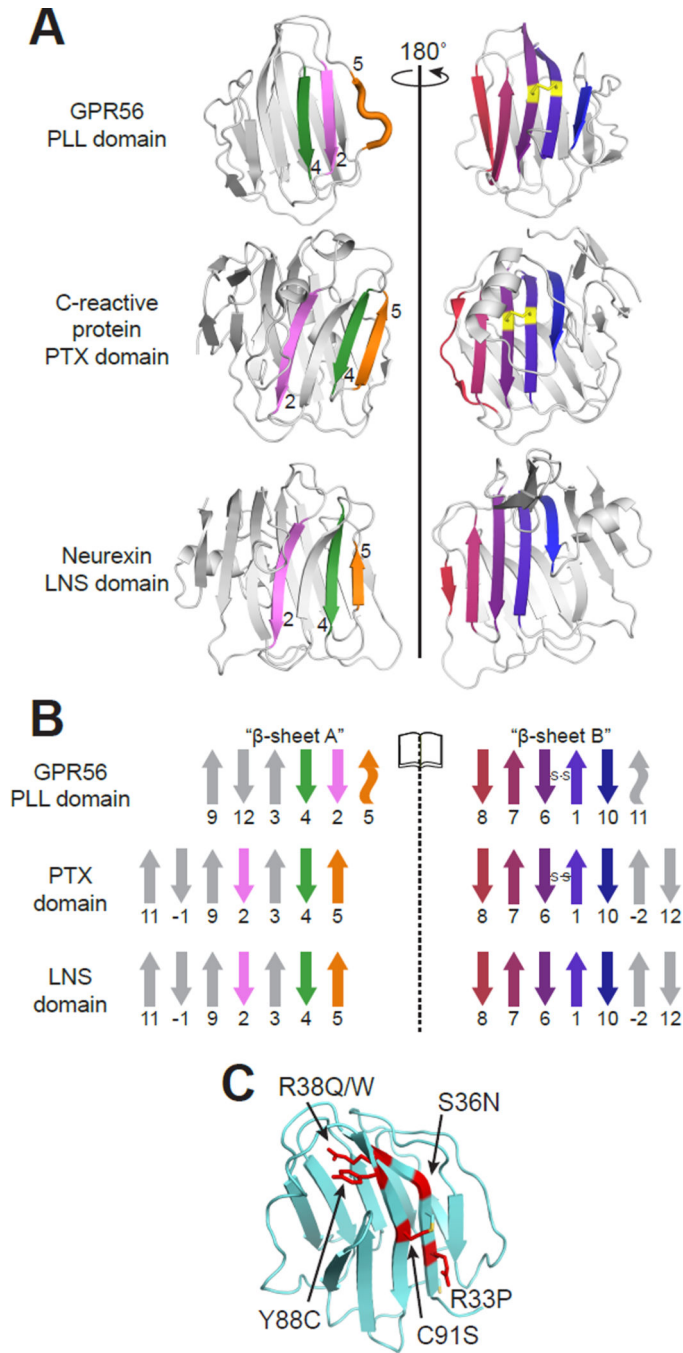 A
180°
GPR56
PLL domain
5
4
2
C-reactive
protein
PTX domain
5
4
2
Neurexin
LNS domain
5
2
4
B
"β-sheet A" "β-sheet B"
GPR56
PLL domain
S-S
9 12 3 4 2 5 8 7 6 1 10 11
PTX
domain
S-S
11 -1 9 2 3 4 5 8 7 6 1 10 -2 12
LNS
domain
11 -1 9 2 3 4 5 8 7 6 1 10 -2 12
C
R38Q/W
S36N
R33P
Y88C
C91S